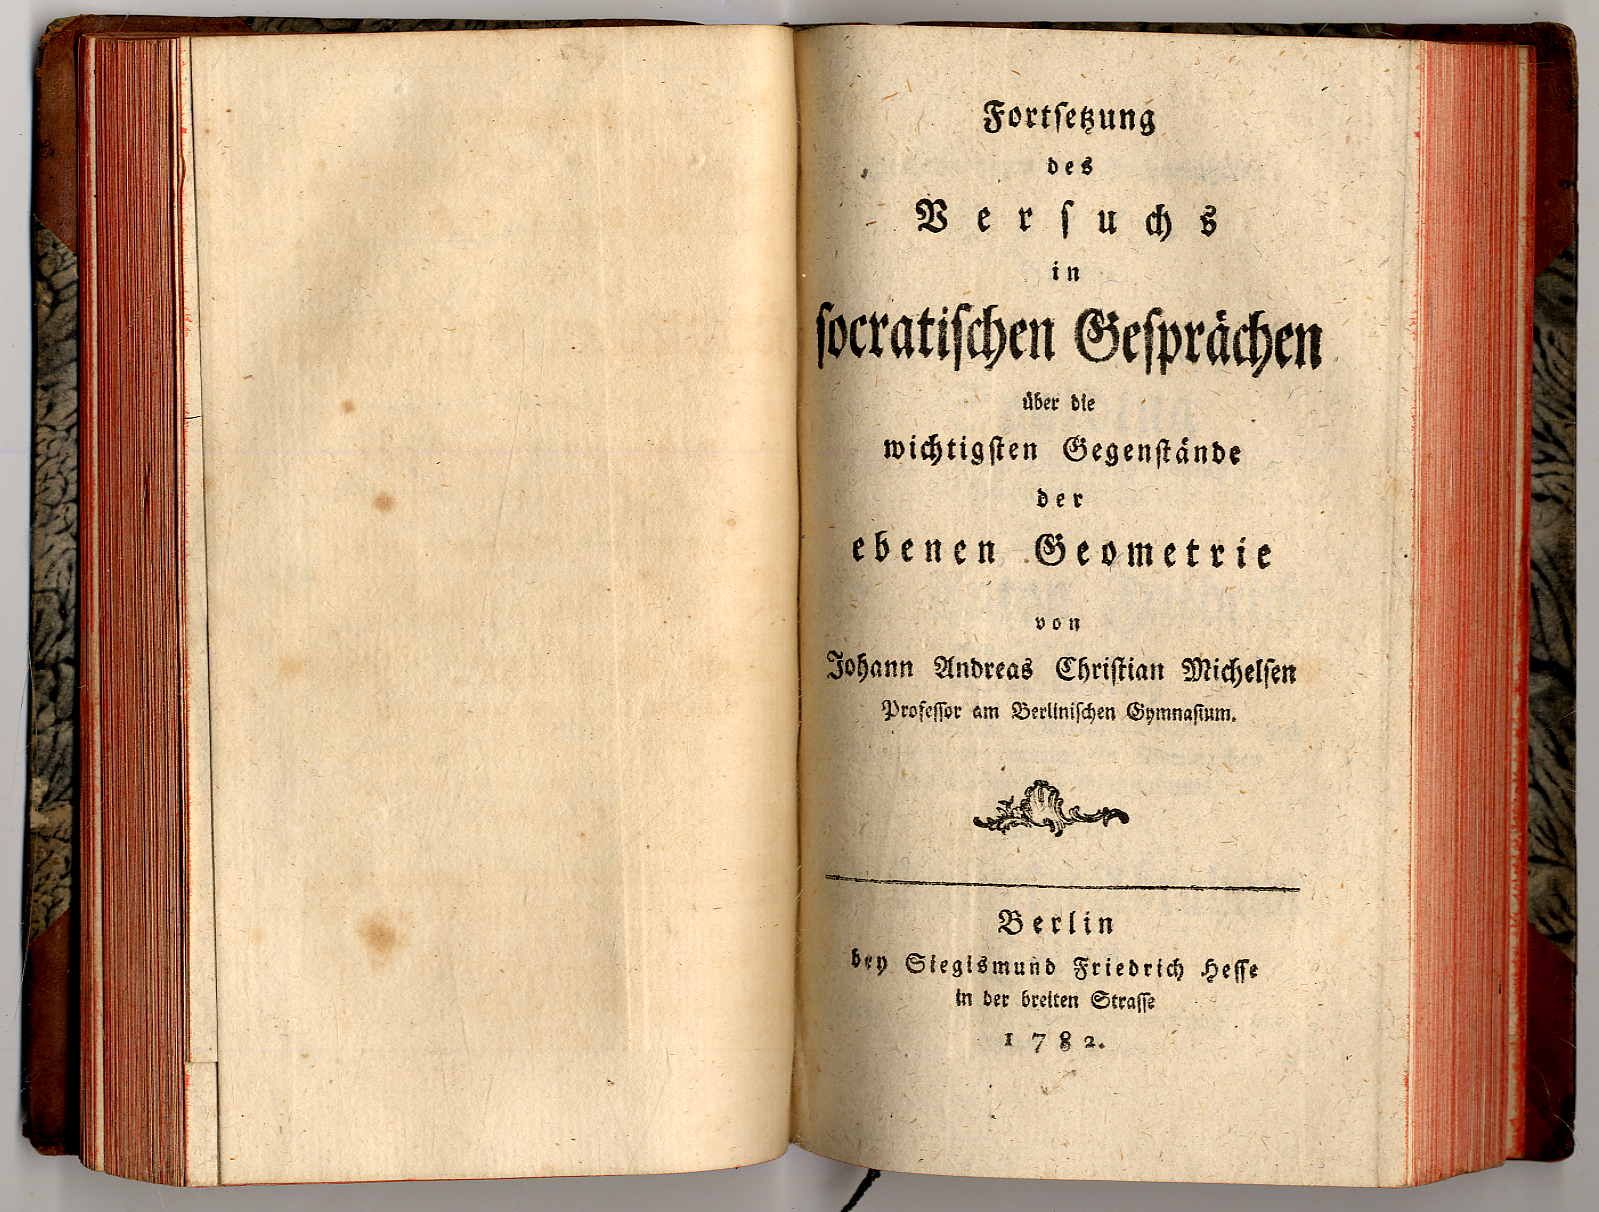 Fortſetzung
des
Verſuchs
in
ſocratiſchen Geſprächen
über die
wichtigſten Gegenſtände
der
ebenen Geometrie
von
Johann Andreas Chriſtian Michelſen
Profeſſor am Berliniſchen Gymnaſium.
Berlin
bey Siegismund Friedrich Heſſe
in der breiten Straſſe
1782.